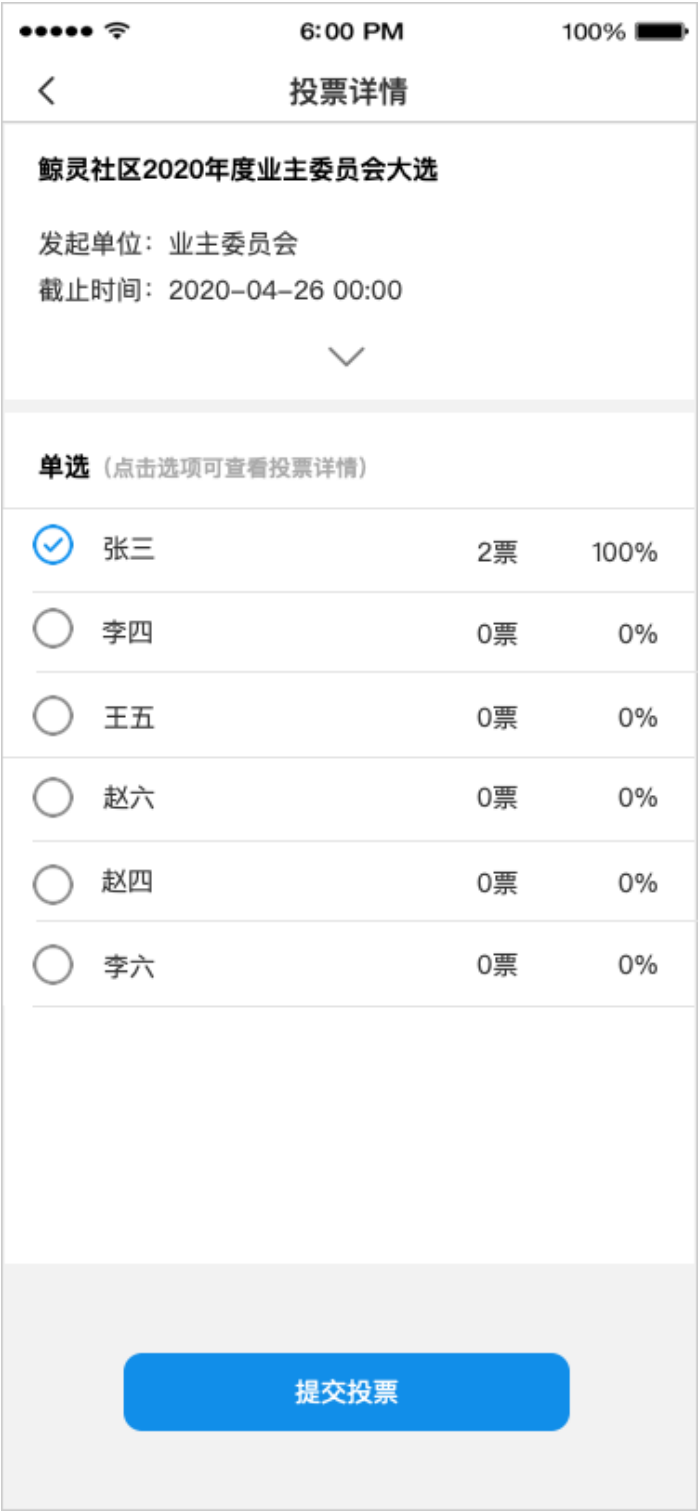 6:00 PM 100%
投票详情
鲸灵社区2020年度业主委员会大选
发起单位：业主委员会
截止时间：2020-04-26 00:00
单选（点击选项可查看投票详情）
张三 2票 100%
李四 0票 0%
王五 0票 0%
赵六 0票 0%
赵四 0票 0%
李六 0票 0%
提交投票